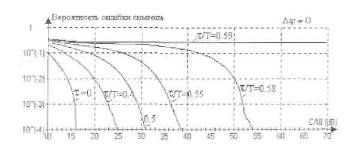 Вероятность ошибки символа
Δφ = 0
1
10^(-1)
10^(-2)
10^(-3)
10^(-4)
τ/T=0.59
τ=0
τ/T=0.4
0.5
τ/T=0.55
τ/T=0.58
10 15 20 25 30 35 40 45 50 55 60 65 70
С/Ш [дБ]